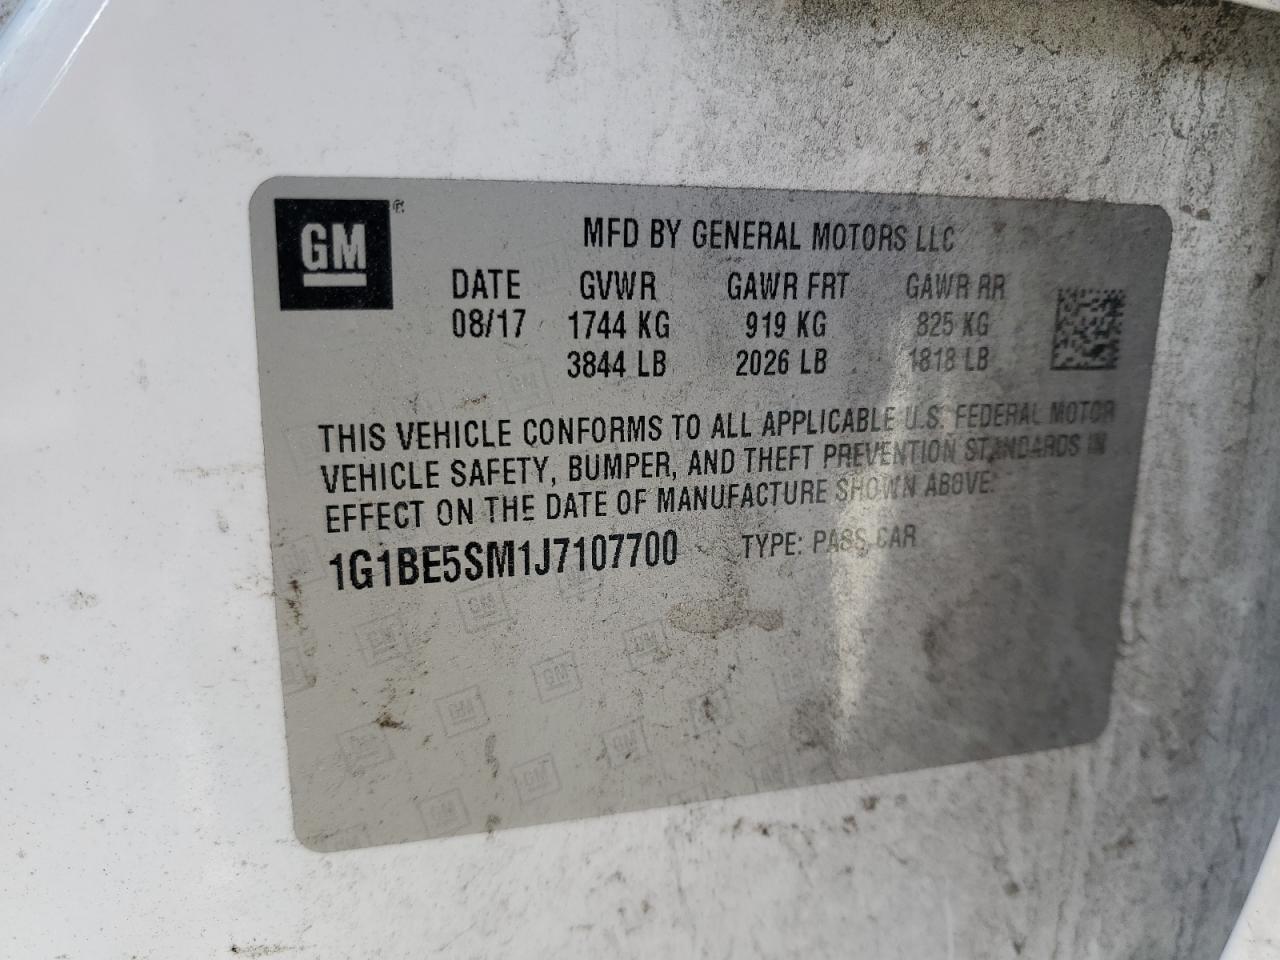 GM®
MFD BY GENERAL MOTORS LLC
DATE GVWR GAWR FRT GAWR RR
08/17 1744 KG 919 KG 825 KG
3844 LB 2026 LB 1818 LB
THIS VEHICLE CONFORMS TO ALL APPLICABLE U.S. FEDERAL MOTOR
VEHICLE SAFETY, BUMPER, AND THEFT PREVENTION STANDARDS IN
EFFECT ON THE DATE OF MANUFACTURE SHOWN ABOVE.
1G1BE5SM1J7107700 TYPE: PASS CAR